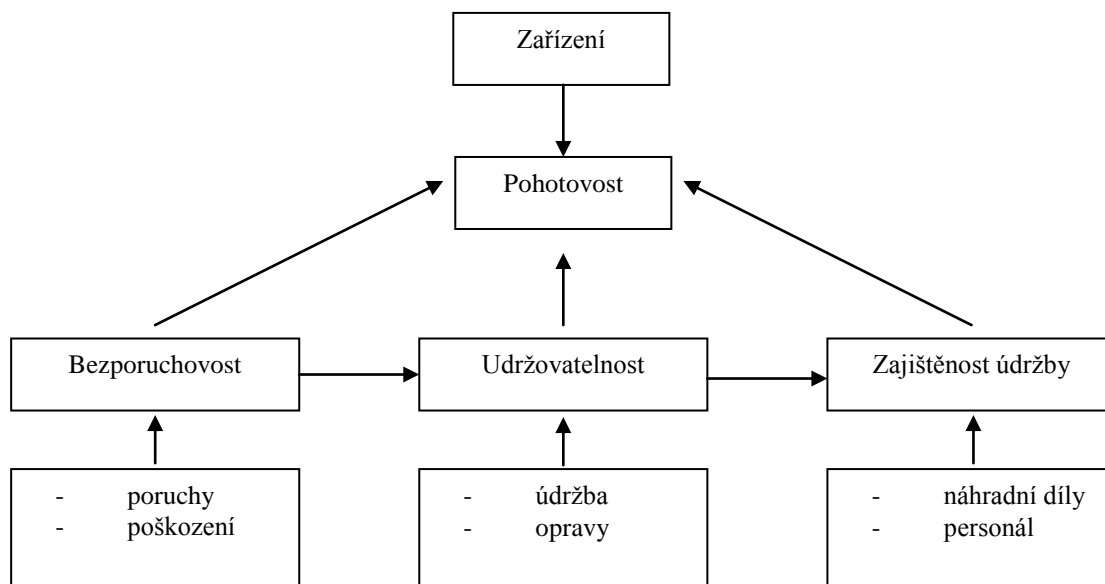 Zařízení
Pohotovost
Bezporuchovost
Udržovatelnost
Zajištěnost údržby
- poruchy
- poškození
- údržba
- opravy
- náhradní díly
- personál